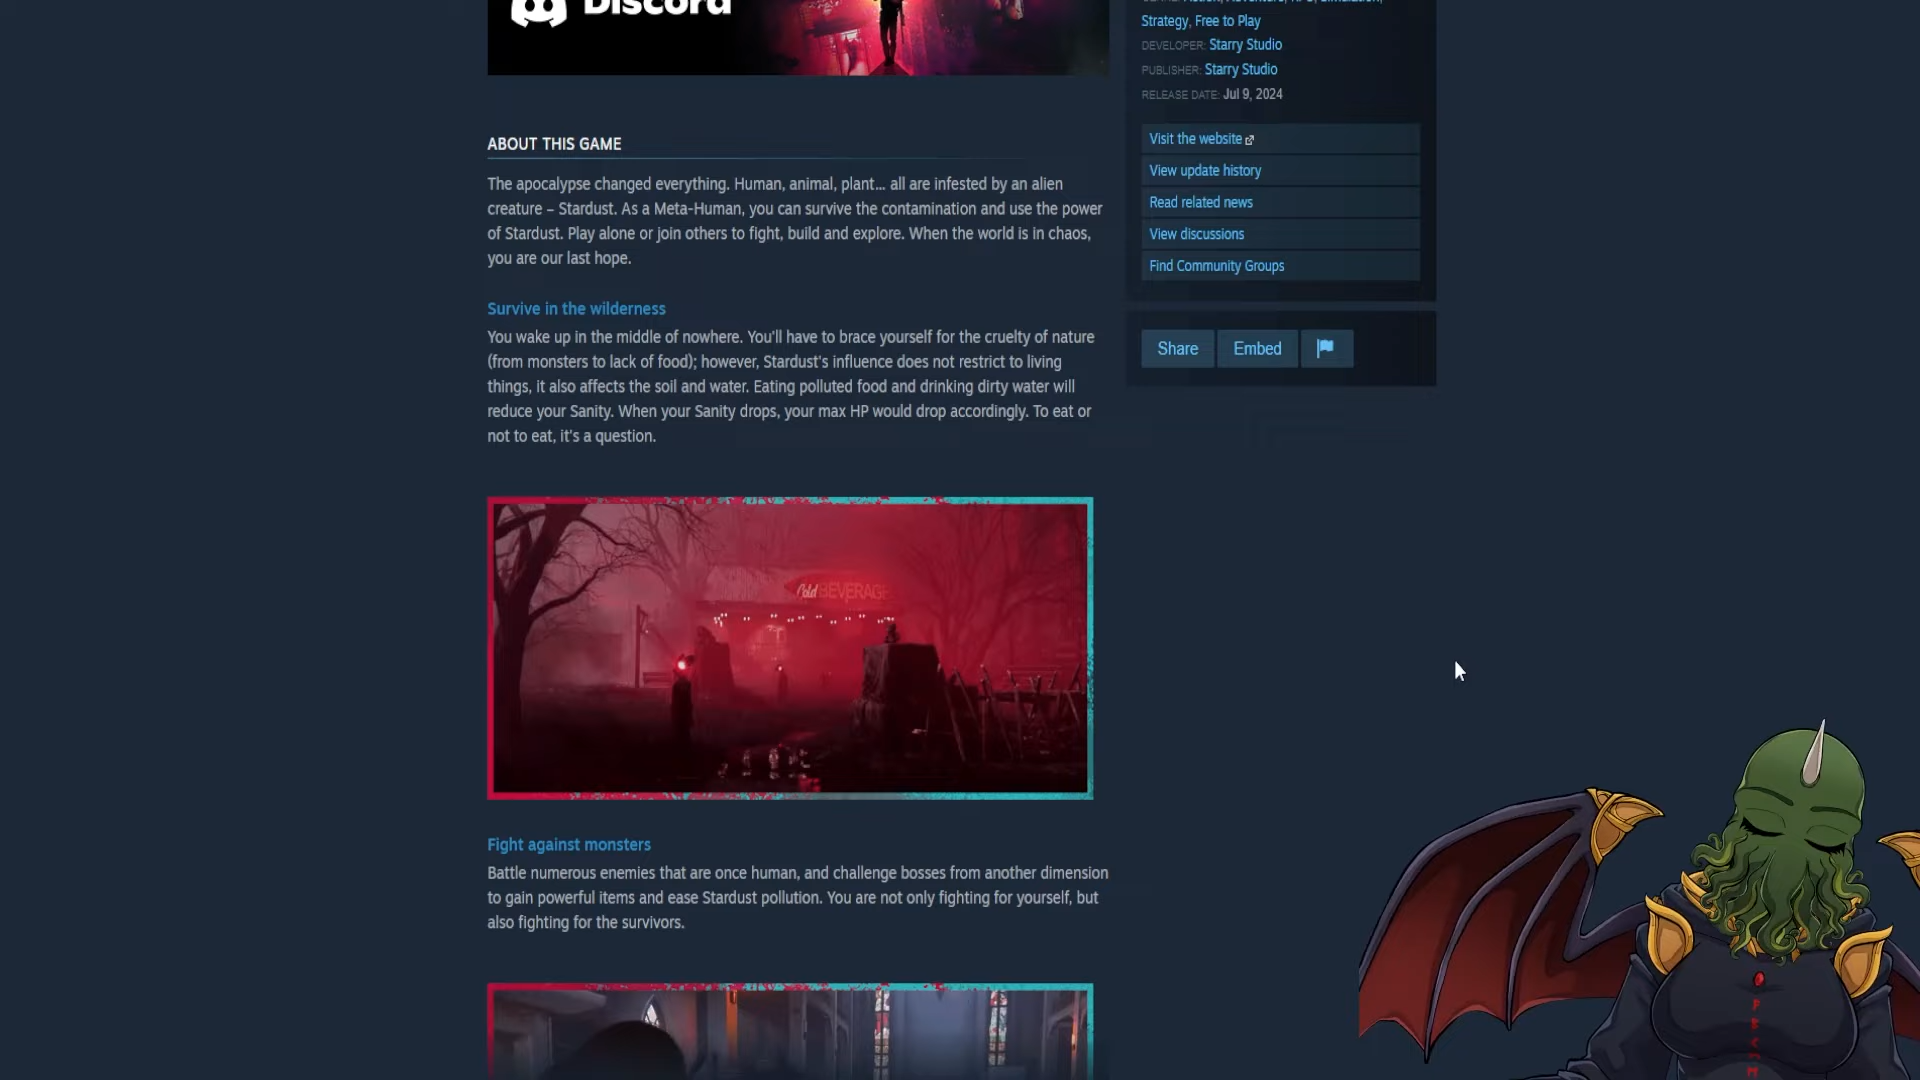 Discord
Strategy, Free to Play
DEVELOPER: Starry Studio
PUBLISHER: Starry Studio
RELEASE DATE: Jul 9, 2024
Visit the website
View update history
Read related news
View discussions
Find Community Groups
Share
Embed
ABOUT THIS GAME
The apocalypse changed everything. Human, animal, plant... all are infested by an alien
creature – Stardust. As a Meta-Human, you can survive the contamination and use the power
of Stardust. Play alone or join others to fight, build and explore. When the world is in chaos,
you are our last hope.
Survive in the wilderness
You wake up in the middle of nowhere. You'll have to brace yourself for the cruelty of nature
(from monsters to lack of food); however, Stardust's influence does not restrict to living
things, it also affects the soil and water. Eating polluted food and drinking dirty water will
reduce your Sanity. When your Sanity drops, your max HP would drop accordingly. To eat or
not to eat, it's a question.
Cold BEVERAGE
Fight against monsters
Battle numerous enemies that are once human, and challenge bosses from another dimension
to gain powerful items and ease Stardust pollution. You are not only fighting for yourself, but
also fighting for the survivors.